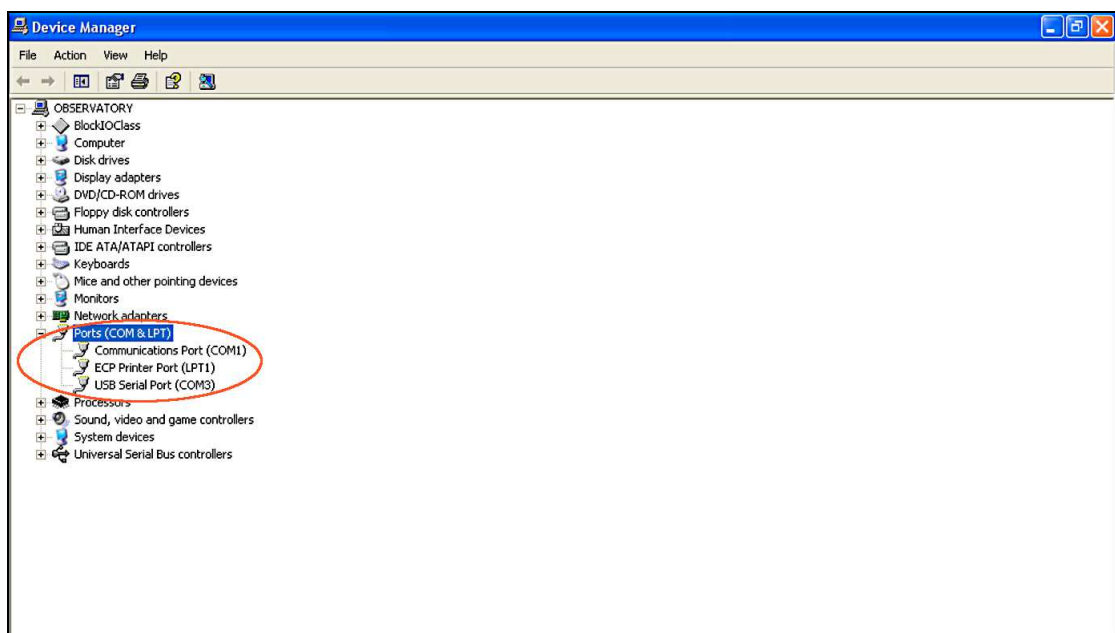 Device Manager
File Action View Help
OBSERVATORY
BlockIOClass
Computer
Disk drives
Display adapters
DVD/CD-ROM drives
Floppy disk controllers
Human Interface Devices
IDE ATA/ATAPI controllers
Keyboards
Mice and other pointing devices
Monitors
Network adapters
Ports (COM & LPT)
Communications Port (COM1)
ECP Printer Port (LPT1)
USB Serial Port (COM3)
Processors
Sound, video and game controllers
System devices
Universal Serial Bus controllers